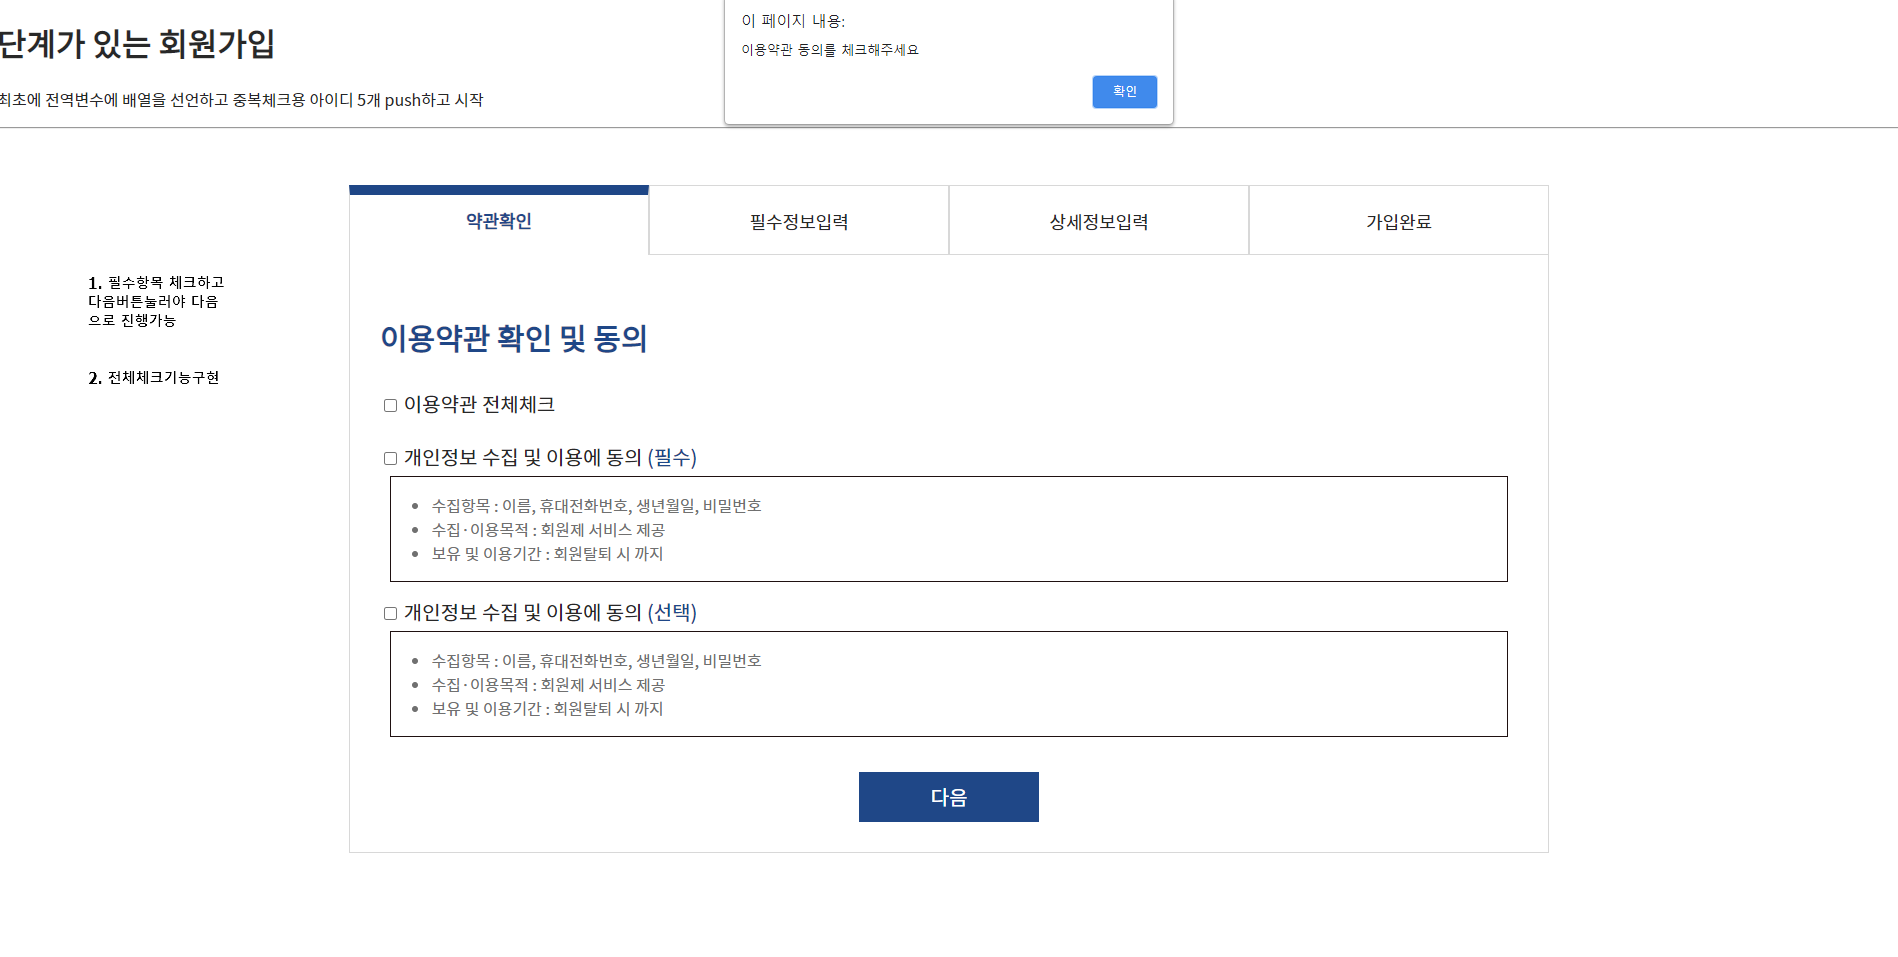 단계가 있는 회원가입
최초에 전역변수에 배열을 선언하고 중복체크용 아이디 5개 push하고 시작
이 페이지 내용:
이용약관 동의를 체크해주세요
확인
약관확인
필수정보입력
상세정보입력
가입완료
1. 필수항목 체크하고
다음버튼눌러야 다음
으로 진행가능
2. 전체체크기능구현
이용약관 확인 및 동의
이용약관 전체체크
개인정보 수집 및 이용에 동의 (필수)
수집항목 : 이름, 휴대전화번호, 생년월일, 비밀번호
수집·이용목적 : 회원제 서비스 제공
보유 및 이용기간 : 회원탈퇴 시 까지
개인정보 수집 및 이용에 동의 (선택)
수집항목 : 이름, 휴대전화번호, 생년월일, 비밀번호
수집·이용목적 : 회원제 서비스 제공
보유 및 이용기간 : 회원탈퇴 시 까지
다음